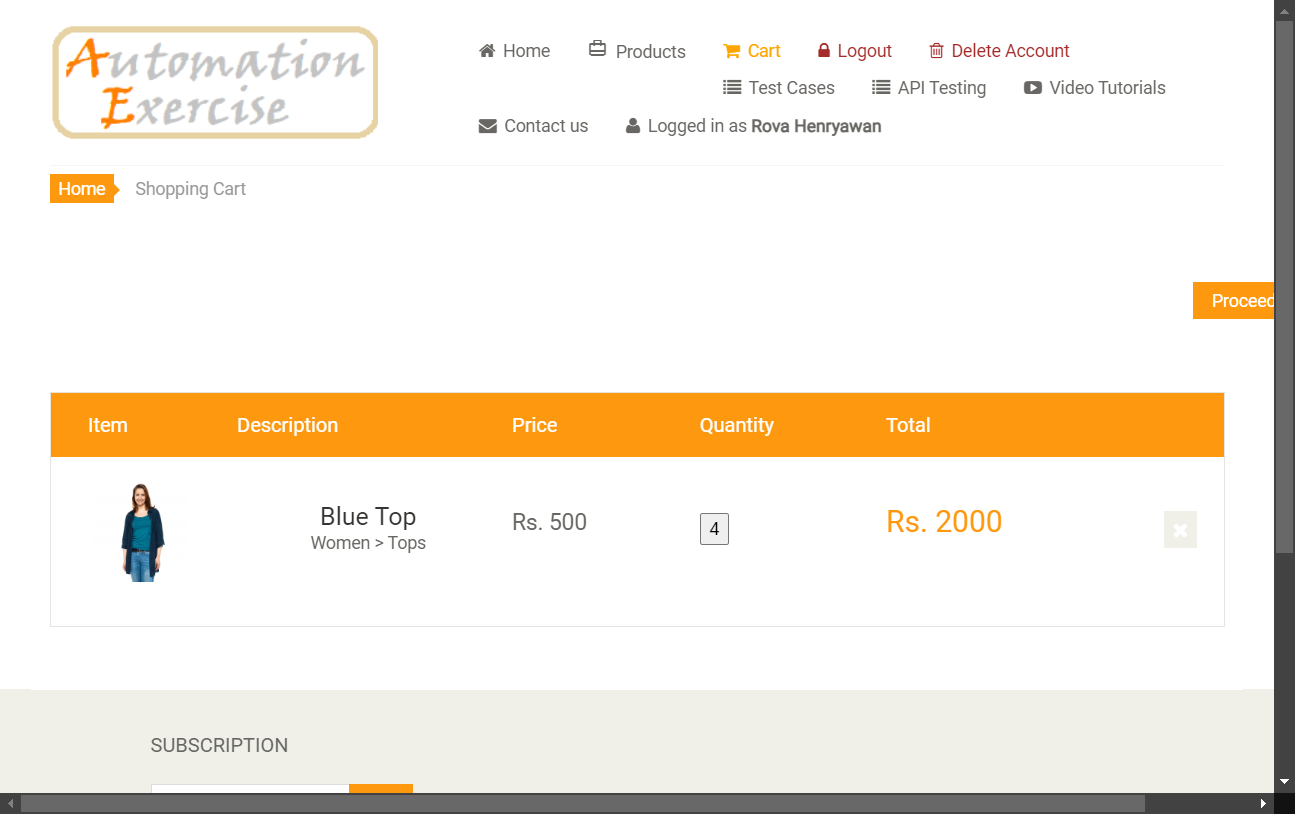 Automation
Exercise
Home Products Cart Logout Delete Account
Test Cases API Testing Video Tutorials
Contact us Logged in as Rova Henryawan
Home Shopping Cart
Proceed
Item Description Price Quantity Total
Blue Top
Women > Tops
Rs. 500
4
Rs. 2000
SUBSCRIPTION